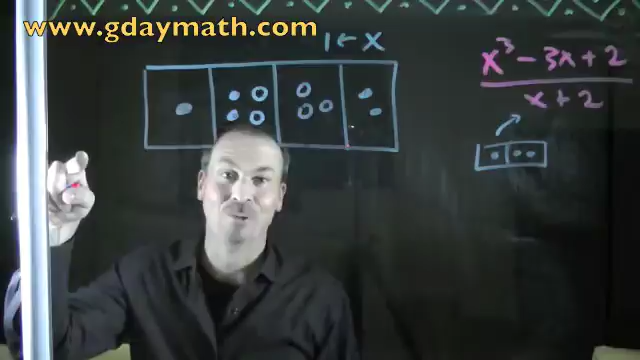 www.gdaymath.com
1 ← x
x³ - 3x + 2
x + 2